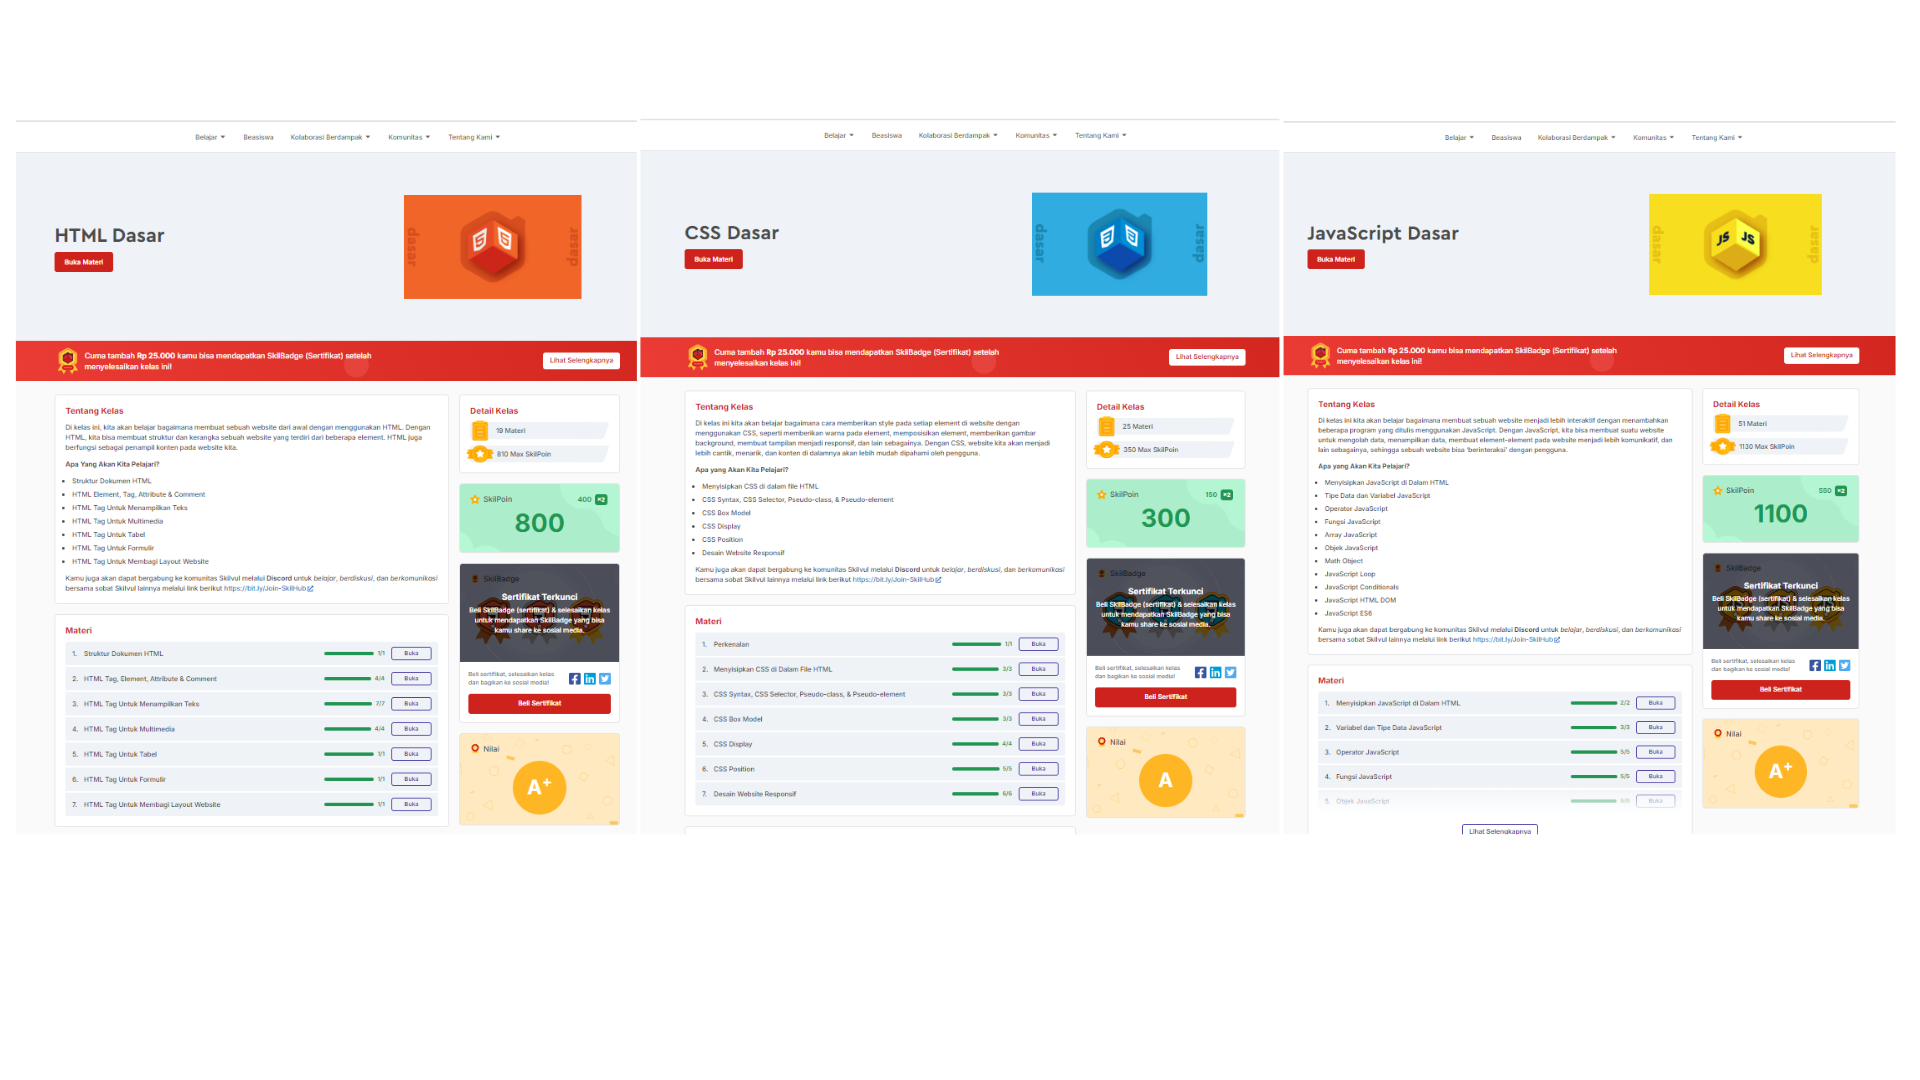 Belajar
Beasiswa
Kolaborasi Berdampak
Komunitas
Tentang Kami
HTML Dasar
Buka Materi
dasar
dasar
Cuma tambah Rp 25.000 kamu bisa mendapatkan SkilBadge (Sertifikat) setelah
menyelesaikan kelas ini!
Lihat Selengkapnya
Tentang Kelas
Di kelas ini, kita akan belajar bagaimana membuat sebuah website dari awal dengan menggunakan HTML. Dengan
HTML, kita bisa membuat struktur dan kerangka sebuah website yang terdiri dari beberapa element. HTML juga
berfungsi sebagai penampil konten pada website kita.
Apa Yang Akan Kita Pelajari?
Struktur Dokumen HTML
HTML Element, Tag, Attribute & Comment
HTML Tag Untuk Menampilkan Teks
HTML Tag Untuk Multimedia
HTML Tag Untuk Tabel
HTML Tag Untuk Formulir
HTML Tag Untuk Membagi Layout Website
Kamu juga akan dapat bergabung ke komunitas Skilvul melalui Discord untuk belajar, berdiskusi, dan berkomunikasi
bersama sobat Skilvul lainnya melalui link berikut https://bit.ly/Join-SkilHub
Materi
1. Struktur Dokumen HTML 1/1 Buka
2. HTML Tag, Element, Attribute & Comment 4/4 Buka
3. HTML Tag Untuk Menampilkan Teks 7/7 Buka
4. HTML Tag Untuk Multimedia 4/4 Buka
5. HTML Tag Untuk Tabel 1/1 Buka
6. HTML Tag Untuk Formulir 1/1 Buka
7. HTML Tag Untuk Membagi Layout Website 1/1 Buka
Detail Kelas
19 Materi
810 Max SkilPoin
SkilPoin 400 ×2
800
SkilBadge
Sertifikat Terkunci
Beli SkilBadge (sertifikat) & selesaikan kelas
untuk mendapatkan SkilBadge yang bisa
kamu share ke sosial media.
Beli sertifikat, selesaikan kelas
dan bagikan ke sosial media!
Beli Sertifikat
Nilai
A+
Belajar
Beasiswa
Kolaborasi Berdampak
Komunitas
Tentang Kami
CSS Dasar
Buka Materi
dasar
dasar
Cuma tambah Rp 25.000 kamu bisa mendapatkan SkilBadge (Sertifikat) setelah
menyelesaikan kelas ini!
Lihat Selengkapnya
Tentang Kelas
Di kelas ini kita akan belajar bagaimana cara memberikan style pada setiap element di website dengan
menggunakan CSS, seperti memberikan warna pada element, memposisikan element, memberikan gambar
background, membuat tampilan menjadi responsif, dan lain sebagainya. Dengan CSS, website kita akan menjadi
lebih cantik, menarik, dan konten di dalamnya akan lebih mudah dipahami oleh pengguna.
Apa yang Akan Kita Pelajari?
Menyisipkan CSS di dalam file HTML
CSS Syntax, CSS Selector, Pseudo-class, & Pseudo-element
CSS Box Model
CSS Display
CSS Position
Desain Website Responsif
Kamu juga akan dapat bergabung ke komunitas Skilvul melalui Discord untuk belajar, berdiskusi, dan berkomunikasi
bersama sobat Skilvul lainnya melalui link berikut https://bit.ly/Join-SkilHub
Materi
1. Perkenalan 1/1 Buka
2. Menyisipkan CSS di Dalam File HTML 3/3 Buka
3. CSS Syntax, CSS Selector, Pseudo-class, & Pseudo-element 3/3 Buka
4. CSS Box Model 3/3 Buka
5. CSS Display 4/4 Buka
6. CSS Position 5/5 Buka
7. Desain Website Responsif 6/6 Buka
Detail Kelas
25 Materi
350 Max SkilPoin
SkilPoin 150 ×2
300
SkilBadge
Sertifikat Terkunci
Beli SkilBadge (sertifikat) & selesaikan kelas
untuk mendapatkan SkilBadge yang bisa
kamu share ke sosial media.
Beli sertifikat, selesaikan kelas
dan bagikan ke sosial media!
Beli Sertifikat
Nilai
A
Belajar
Beasiswa
Kolaborasi Berdampak
Komunitas
Tentang Kami
JavaScript Dasar
Buka Materi
dasar
JS JS
dasar
Cuma tambah Rp 25.000 kamu bisa mendapatkan SkilBadge (Sertifikat) setelah
menyelesaikan kelas ini!
Lihat Selengkapnya
Tentang Kelas
Di kelas ini kita akan belajar bagaimana membuat sebuah website menjadi lebih interaktif dengan menambahkan
beberapa program yang ditulis menggunakan JavaScript. Dengan JavaScript, kita bisa membuat suatu website
untuk mengolah data, menampilkan data, membuat element-element pada website menjadi lebih komunikatif, dan
lain sebagainya, sehingga sebuah website bisa 'berinteraksi' dengan pengguna.
Apa yang Akan Kita Pelajari?
Menyisipkan JavaScript di Dalam HTML
Tipe Data dan Variabel JavaScript
Operator JavaScript
Fungsi JavaScript
Array JavaScript
Objek JavaScript
Math Object
JavaScript Loop
JavaScript Conditionals
JavaScript HTML DOM
JavaScript ES6
Kamu juga akan dapat bergabung ke komunitas Skilvul melalui Discord untuk belajar, berdiskusi, dan berkomunikasi
bersama sobat Skilvul lainnya melalui link berikut https://bit.ly/Join-SkilHub
Materi
1. Menyisipkan JavaScript di Dalam HTML 2/2 Buka
2. Variabel dan Tipe Data JavaScript 3/3 Buka
3. Operator JavaScript 5/5 Buka
4. Fungsi JavaScript 5/5 Buka
5. Objek JavaScript Buka
Lihat Selengkapnya
Detail Kelas
51 Materi
1130 Max SkilPoin
SkilPoin 550 ×2
1100
SkilBadge
Sertifikat Terkunci
Beli SkilBadge (sertifikat) & selesaikan kelas
untuk mendapatkan SkilBadge yang bisa
kamu share ke sosial media.
Beli sertifikat, selesaikan kelas
dan bagikan ke sosial media!
Beli Sertifikat
Nilai
A+